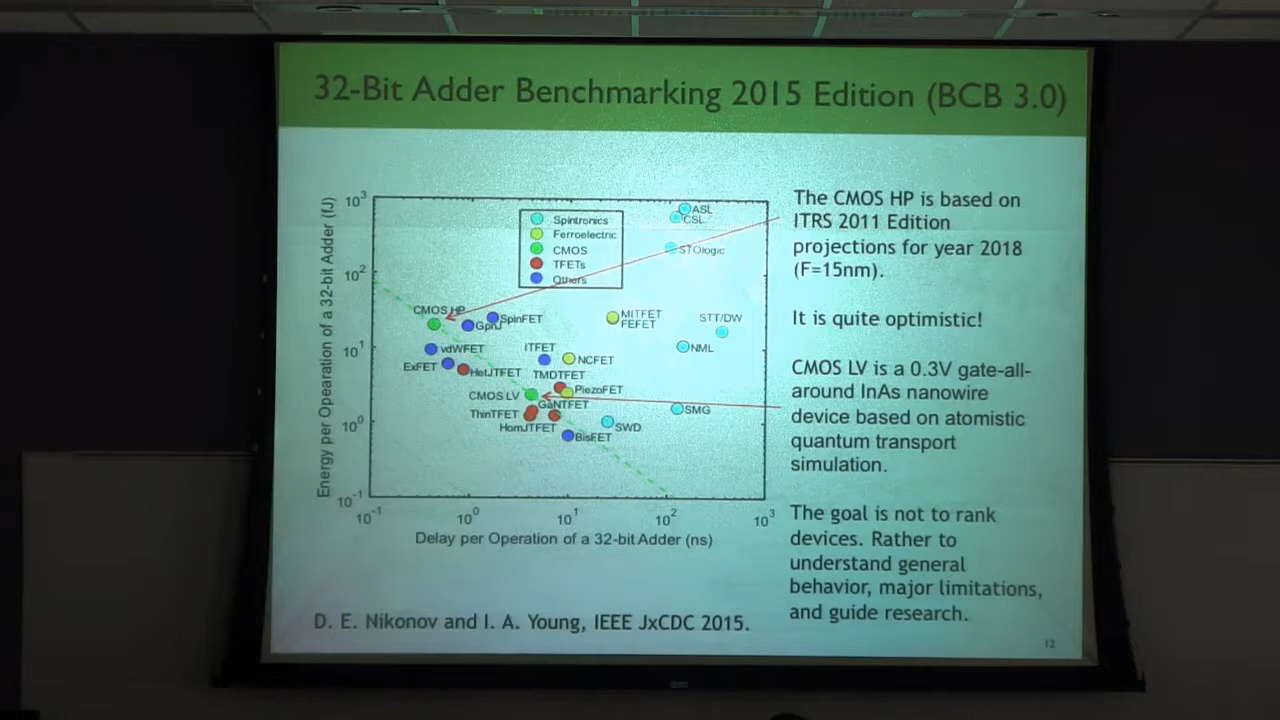 32-Bit Adder Benchmarking 2015 Edition (BCB 3.0)
Energy per Opearation of a 32-bit Adder (fJ)
10³
10²
10¹
10⁰
10⁻¹
Spintronics
Ferroelectric
CMOS
TFETs
Others
ASL
CSL
STOlogic
CMOS HP
GpnJ
SpinFET
MITFET
FEFET
STT/DW
vdWFET
ITFET
NCFET
NML
ExFET
HetJTFET
TMDTFET
CMOS LV
PiezoFET
GaNTFET
ThinTFET
SMG
HomJTFET
SWD
BisFET
10⁻¹
10⁰
10¹
10²
10³
Delay per Operation of a 32-bit Adder (ns)
The CMOS HP is based on
ITRS 2011 Edition
projections for year 2018
(F=15nm).
It is quite optimistic!
CMOS LV is a 0.3V gate-all-
around InAs nanowire
device based on atomistic
quantum transport
simulation.
The goal is not to rank
devices. Rather to
understand general
behavior, major limitations,
and guide research.
D. E. Nikonov and I. A. Young, IEEE JxCDC 2015.
12